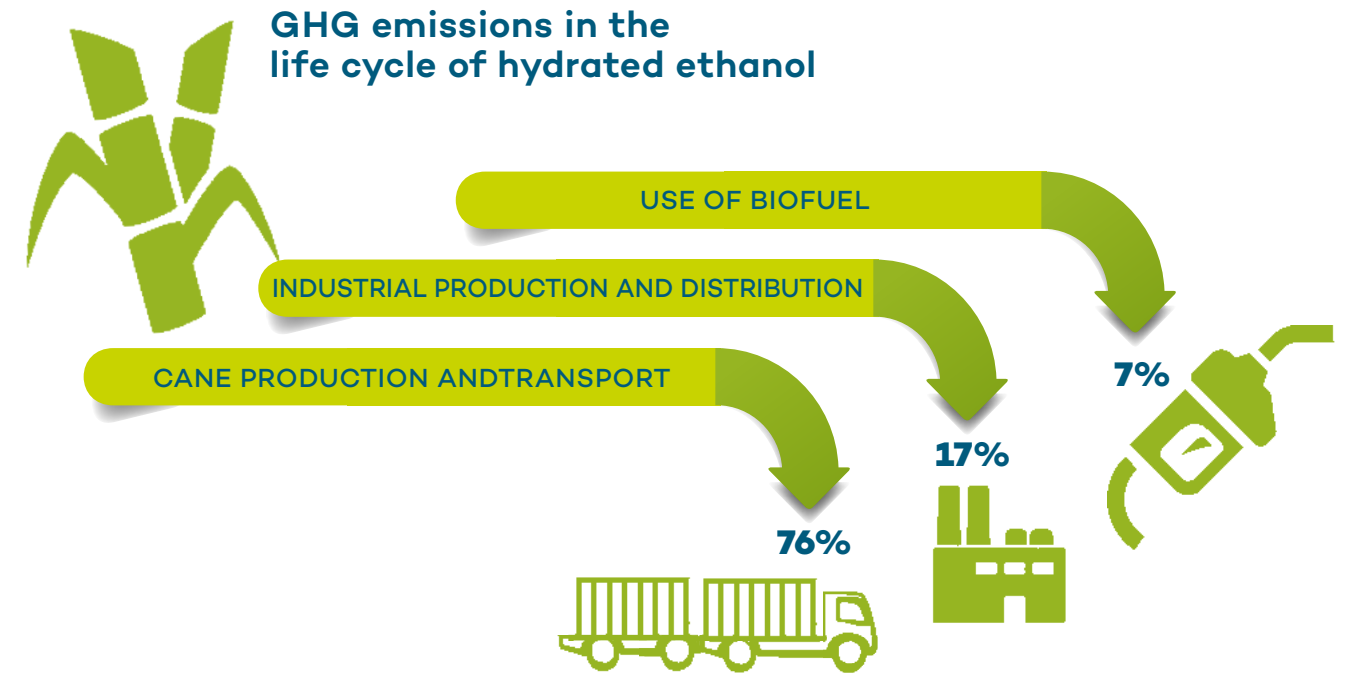 GHG emissions in the
life cycle of hydrated ethanol
USE OF BIOFUEL
INDUSTRIAL PRODUCTION AND DISTRIBUTION
CANE PRODUCTION ANDTRANSPORT
7%
17%
76%